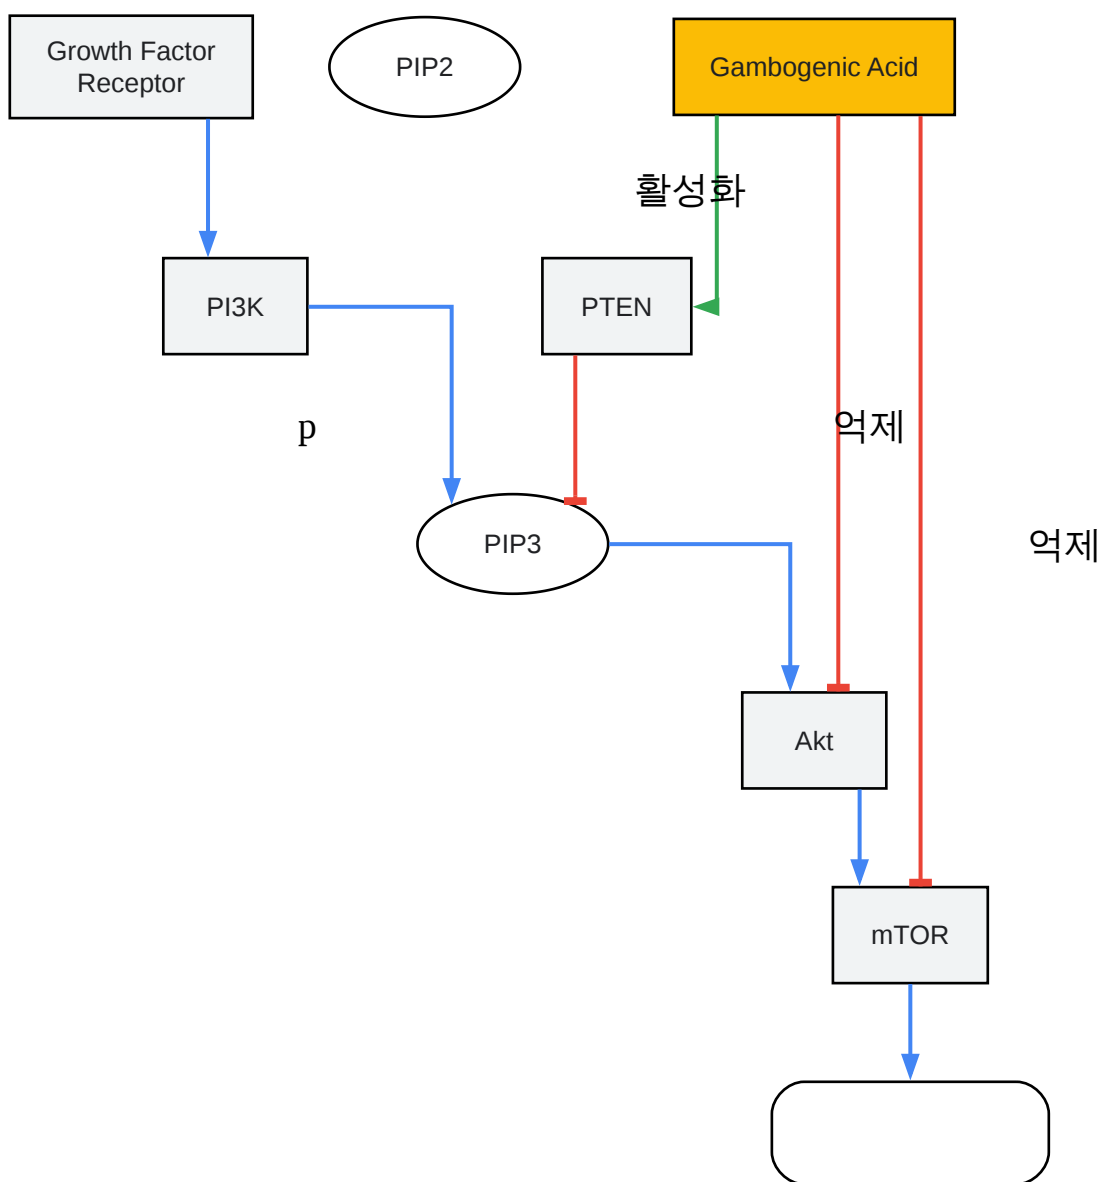 Growth Factor
Receptor
PIP2
Gambogenic Acid
활성화
PI3K
PTEN
p
억제
PIP3
억제
Akt
mTOR